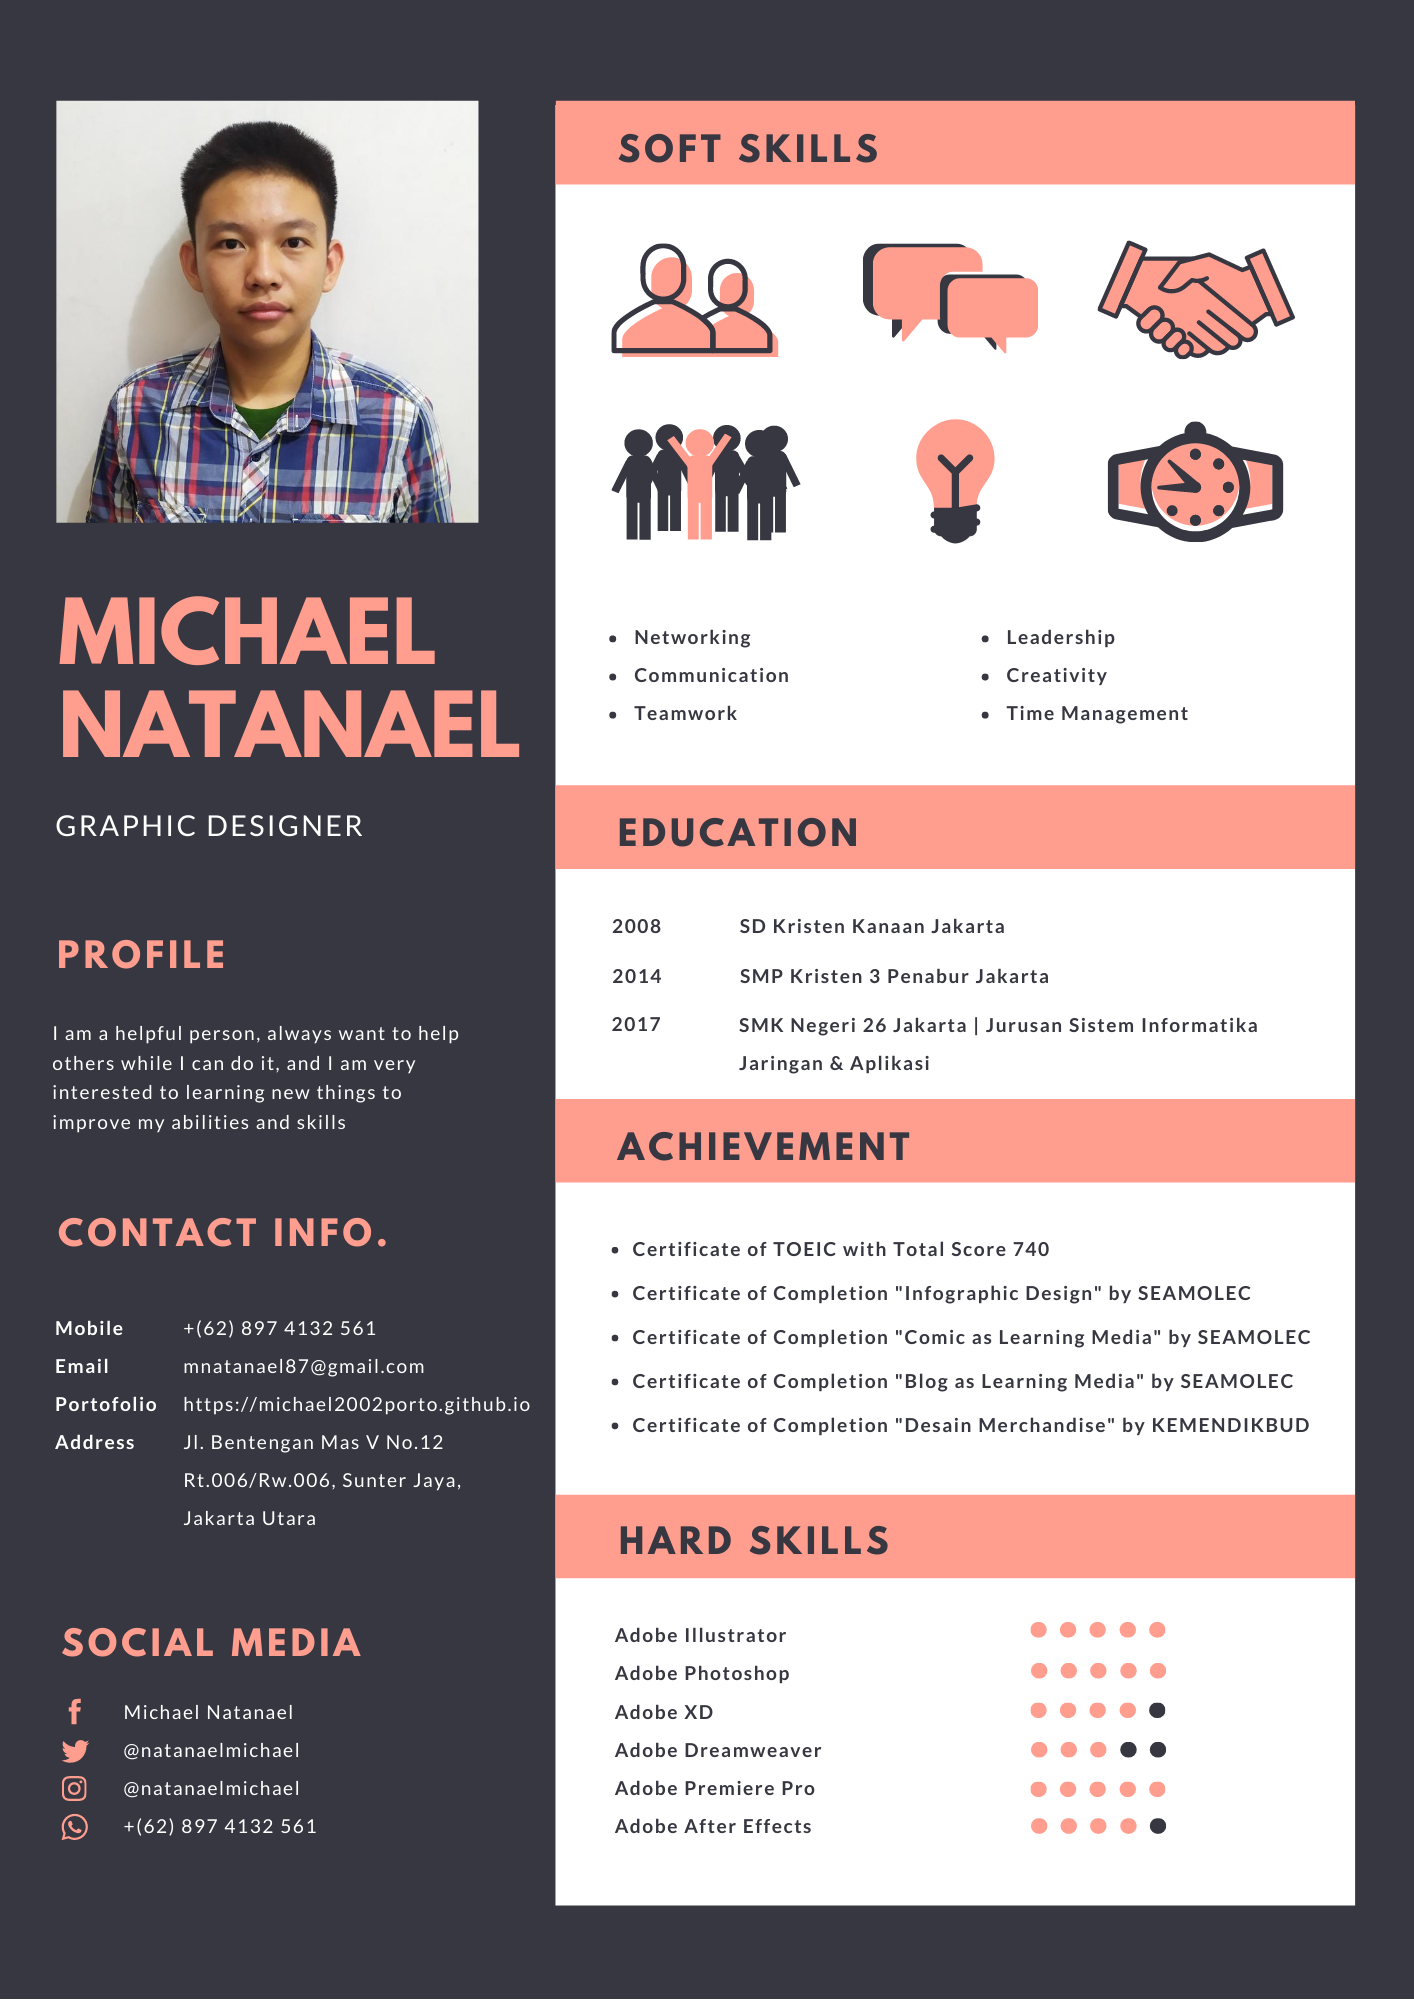 MICHAEL
NATANAEL
GRAPHIC DESIGNER
PROFILE
I am a helpful person, always want to help
others while I can do it, and I am very
interested to learning new things to
improve my abilities and skills
CONTACT INFO.
Mobile +(62) 897 4132 561
Email mnatanael87@gmail.com
Portofolio https://michael2002porto.github.io
Address Jl. Bentengan Mas V No.12
Rt.006/Rw.006, Sunter Jaya,
Jakarta Utara
SOCIAL MEDIA
Michael Natanael
@natanaelmichael
@natanaelmichael
+(62) 897 4132 561
SOFT SKILLS
• Networking
• Communication
• Teamwork
• Leadership
• Creativity
• Time Management
EDUCATION
2008 SD Kristen Kanaan Jakarta
2014 SMP Kristen 3 Penabur Jakarta
2017 SMK Negeri 26 Jakarta | Jurusan Sistem Informatika
Jaringan & Aplikasi
ACHIEVEMENT
• Certificate of TOEIC with Total Score 740
• Certificate of Completion "Infographic Design" by SEAMOLEC
• Certificate of Completion "Comic as Learning Media" by SEAMOLEC
• Certificate of Completion "Blog as Learning Media" by SEAMOLEC
• Certificate of Completion "Desain Merchandise" by KEMENDIKBUD
HARD SKILLS
Adobe Illustrator
Adobe Photoshop
Adobe XD
Adobe Dreamweaver
Adobe Premiere Pro
Adobe After Effects